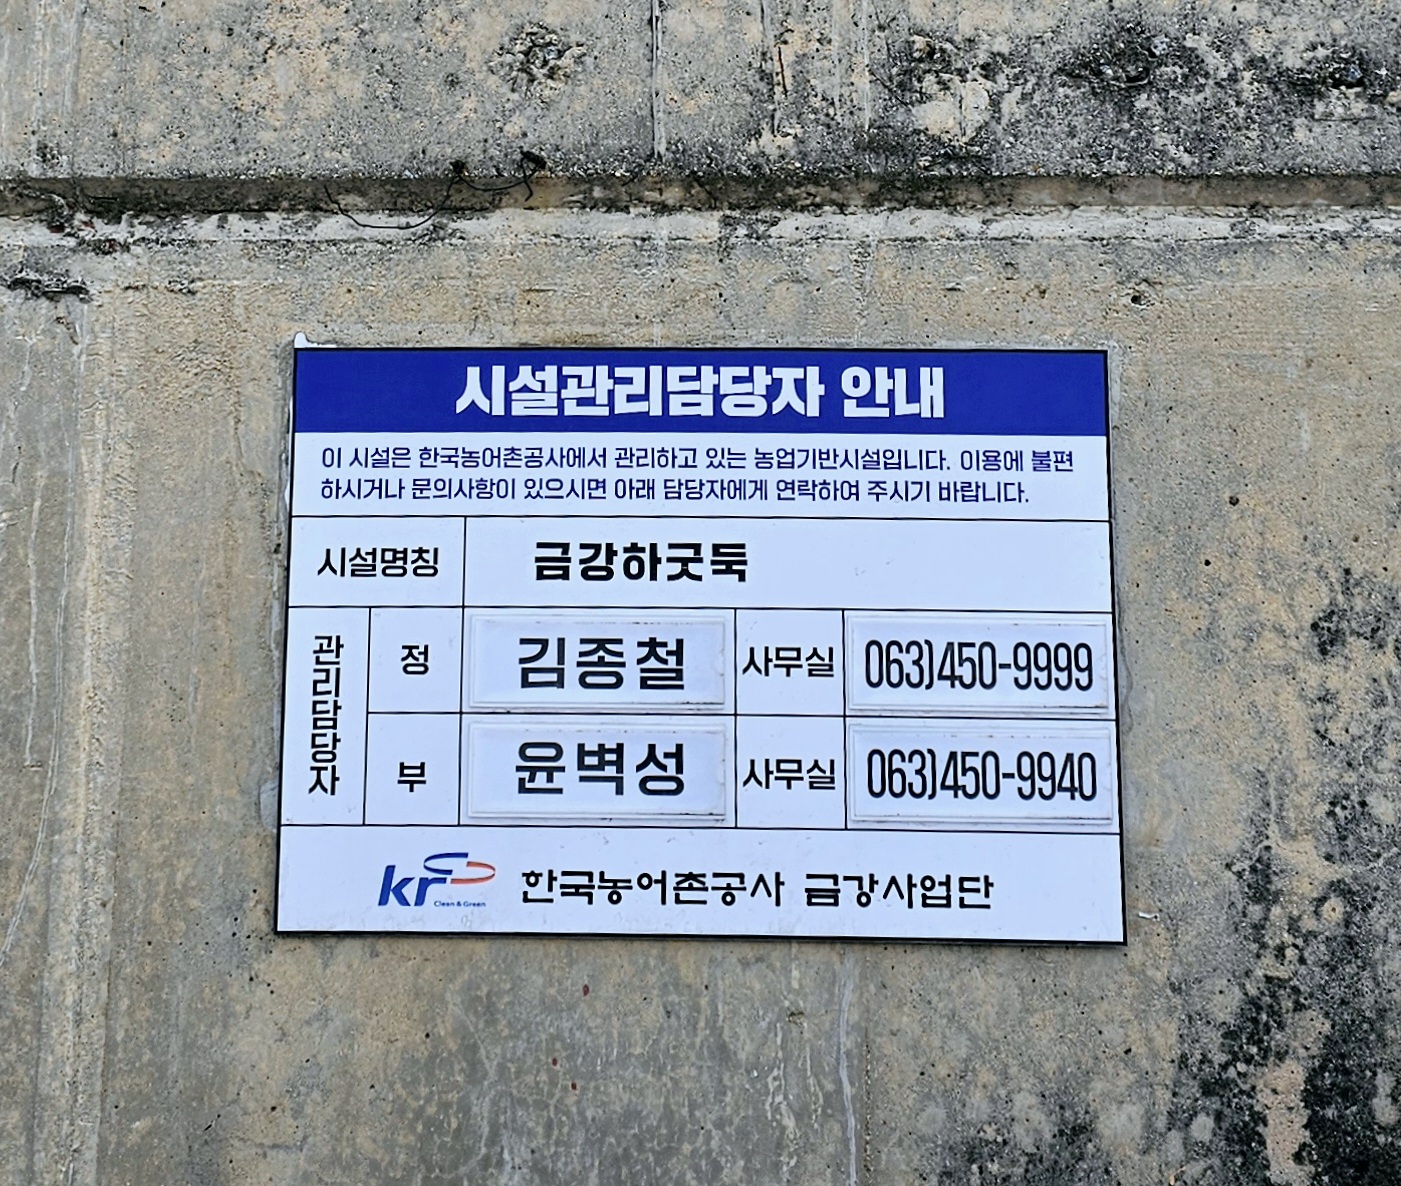 시설관리담당자 안내
이 시설은 한국농어촌공사에서 관리하고 있는 농업기반시설입니다. 이용에 불편
하시거나 문의사항이 있으시면 아래 담당자에게 연락하여 주시기 바랍니다.
시설명칭 금강하굿둑
관리담당자
정 김종철 사무실 063)450-9999
부 윤벽성 사무실 063)450-9940
kr Clean & Green 한국농어촌공사 금강사업단